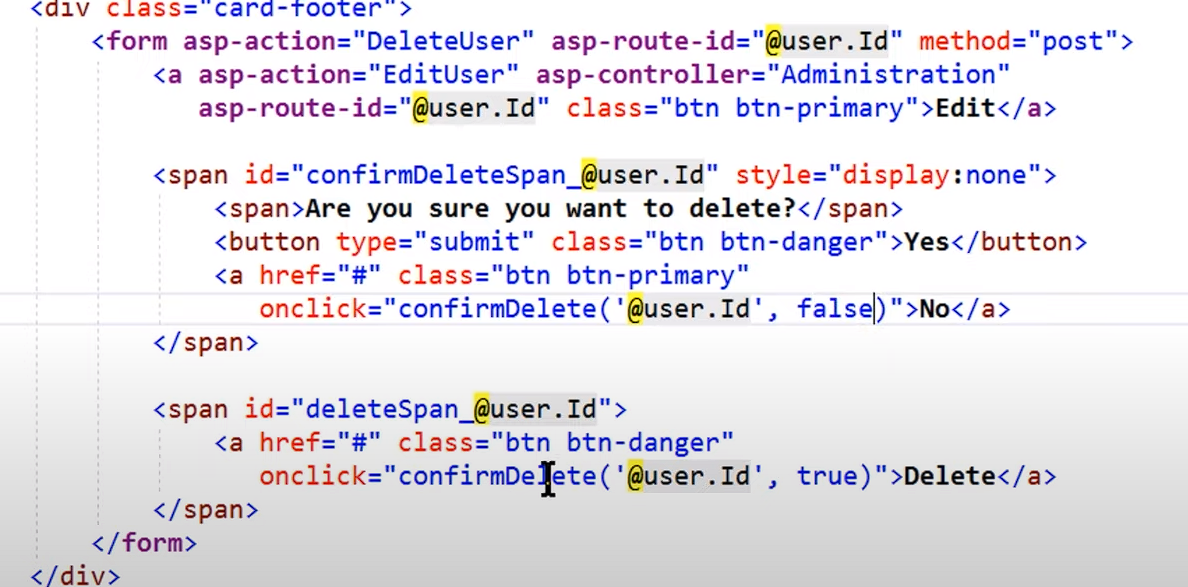 <div class="card-footer">
<form asp-action="DeleteUser" asp-route-id="@user.Id" method="post">
<a asp-action="EditUser" asp-controller="Administration"
asp-route-id="@user.Id" class="btn btn-primary">Edit</a>
<span id="confirmDeleteSpan_@user.Id" style="display:none">
<span>Are you sure you want to delete?</span>
<button type="submit" class="btn btn-danger">Yes</button>
<a href="#" class="btn btn-primary"
onclick="confirmDelete('@user.Id', false)">No</a>
</span>
<span id="deleteSpan_@user.Id">
<a href="#" class="btn btn-danger"
onclick="confirmDelete('@user.Id', true)">Delete</a>
</span>
</form>
</div>